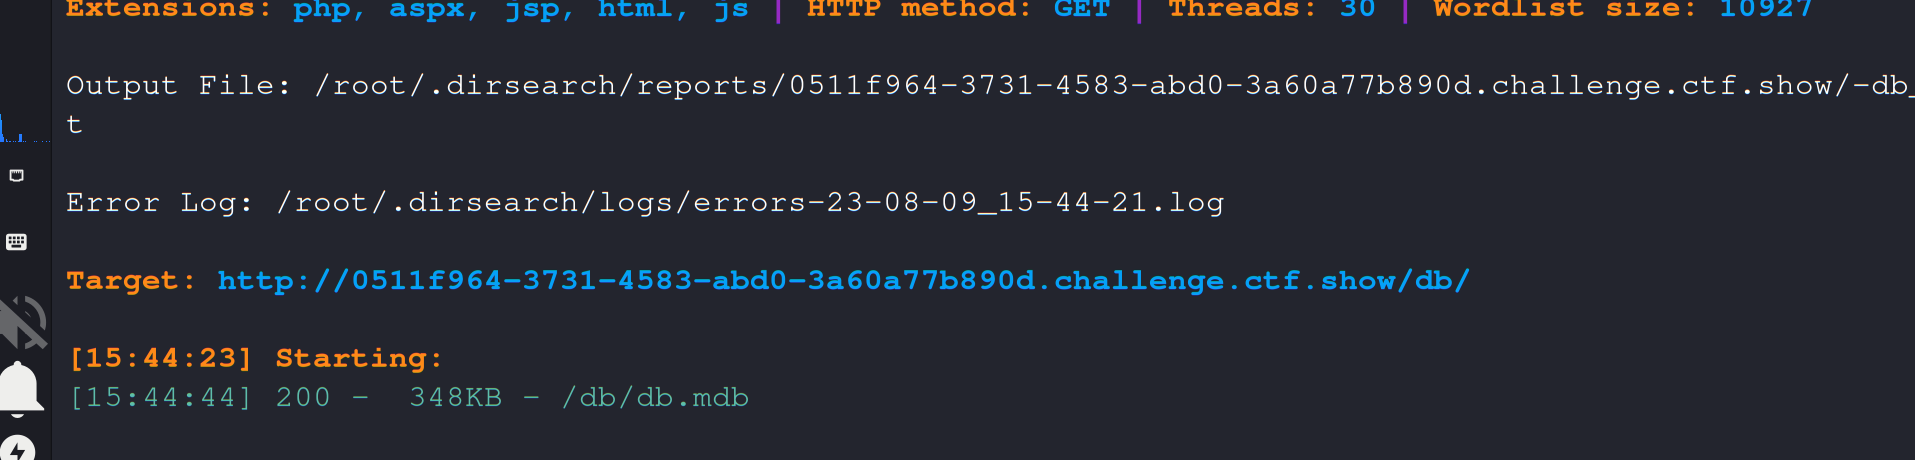 Extensions: php, aspx, jsp, html, js | HTTP method: GET | Threads: 30 | Wordlist size: 10927
Output File: /root/.dirsearch/reports/0511f964-3731-4583-abd0-3a60a77b890d.challenge.ctf.show/-db_
t
Error Log: /root/.dirsearch/logs/errors-23-08-09_15-44-21.log
Target: http://0511f964-3731-4583-abd0-3a60a77b890d.challenge.ctf.show/db/
[15:44:23] Starting:
[15:44:44] 200 -  348KB - /db/db.mdb